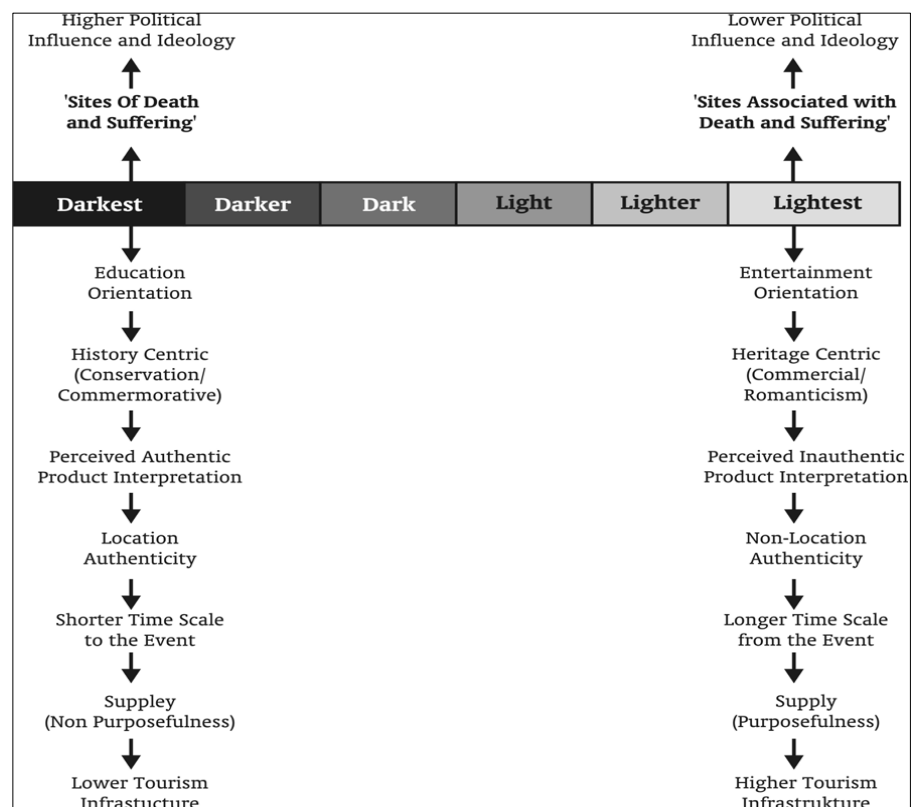 Higher Political
Influence and Ideology
Lower Political
Influence and Ideology
'Sites Of Death
and Suffering'
'Sites Associated with
Death and Suffering'
Darkest Darker Dark Light Lighter Lightest
Education
Orientation
Entertainment
Orientation
History Centric
(Conservation/
Commermorative)
Heritage Centric
(Commercial/
Romanticism)
Perceived Authentic
Product Interpretation
Perceived Inauthentic
Product Interpretation
Location
Authenticity
Non-Location
Authenticity
Shorter Time Scale
to the Event
Longer Time Scale
from the Event
Suppley
(Non Purposefulness)
Supply
(Purposefulness)
Lower Tourism
Infrastucture
Higher Tourism
Infrastrukture